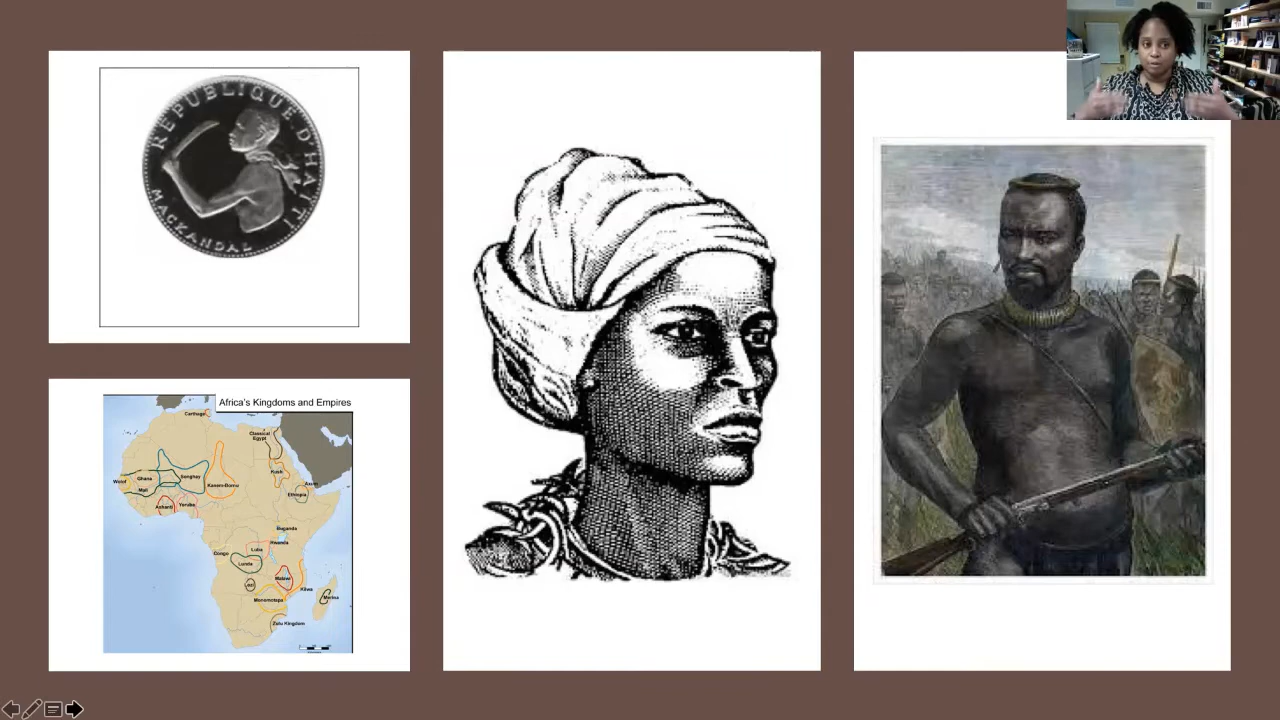 REPUBLIQUE D'HAITI
MACKANDAL
Africa's Kingdoms and Empires
Carthage
Classical
Egypt
Kush
Axum
Ethiopia
Wolof
Ghana
Mali
Songhay
Kanem-Bornu
Ashanti
Yoruba
Buganda
Rwanda
Congo
Luba
Lunda
Malawi
Kilwa
Monomotapa
Merina
Zulu Kingdom